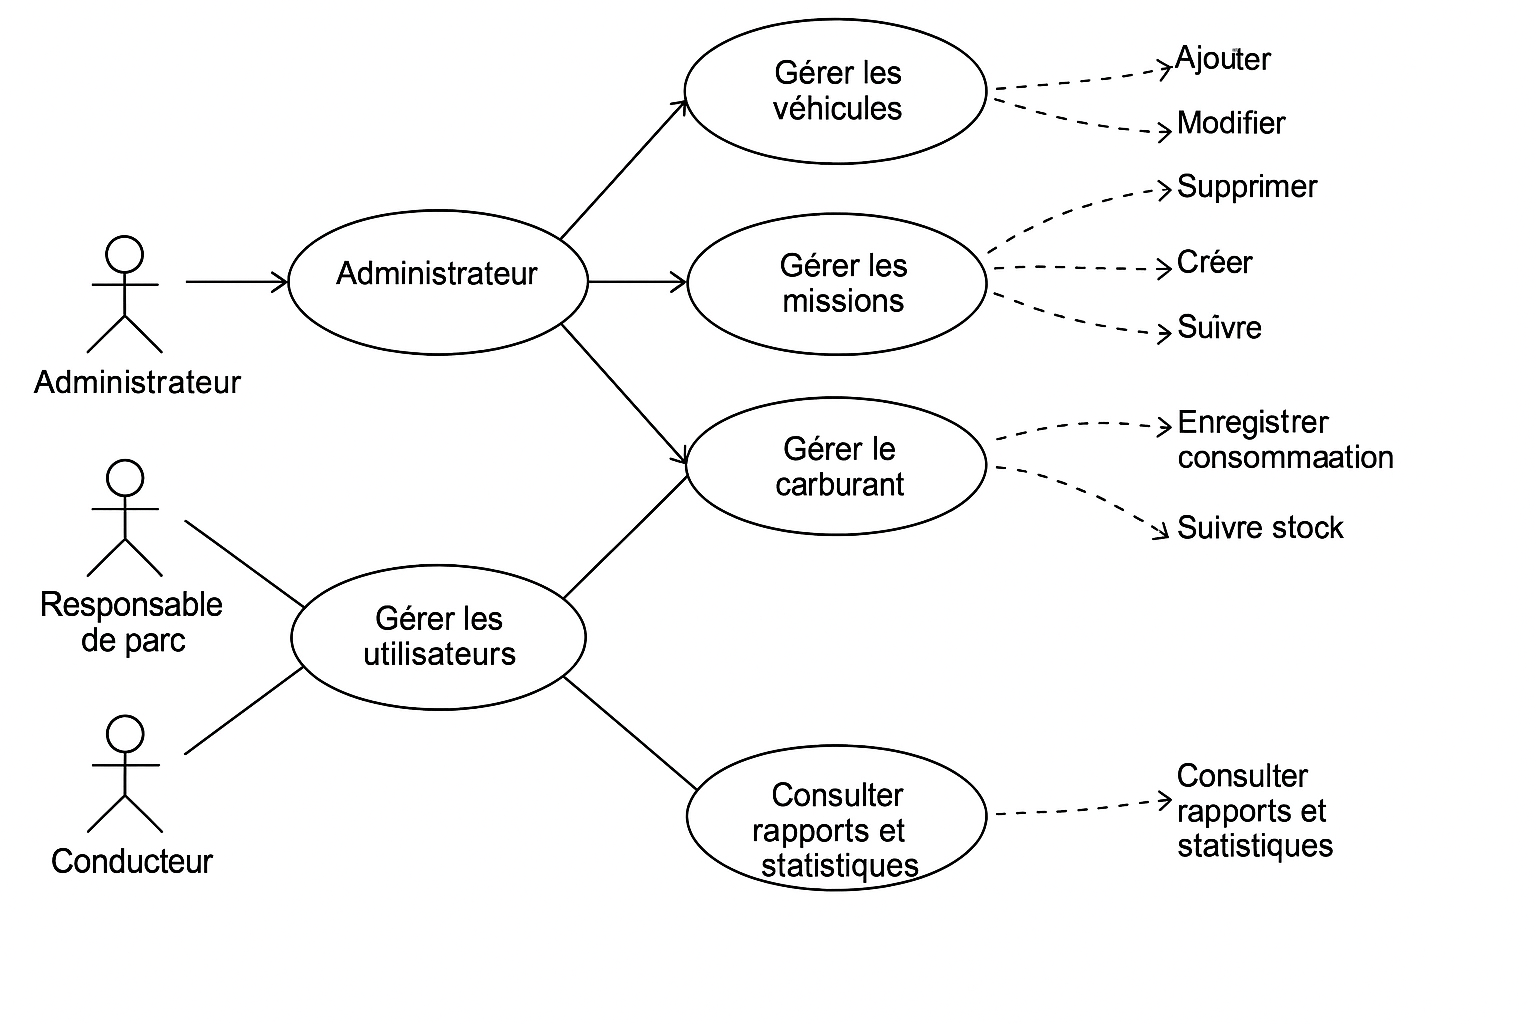 Gérer les
véhicules
Ajouter
Modifier
Supprimer
Administrateur
Gérer les
missions
Créer
Suivre
Administrateur
Gérer le
carburant
Enregistrer
consommaation
Suivre stock
Responsable
de parc
Gérer les
utilisateurs
Conducteur
Consulter
rapports et
statistiques
Consulter
rapports et
statistiques